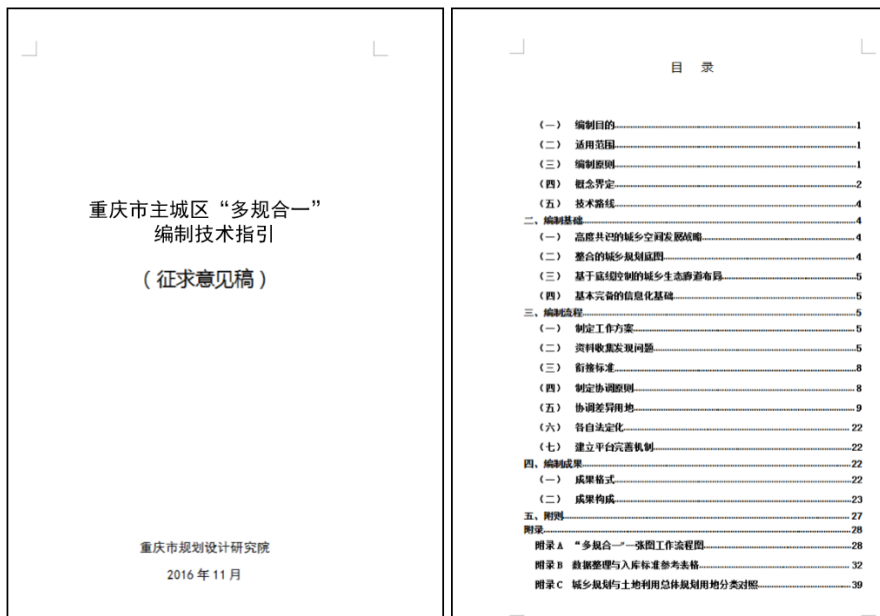 重庆市主城区“多规合一”
编制技术指引
（征求意见稿）
重庆市规划设计研究院
2016年11月
目 录
（一） 编制目的 1
（二） 适用范围 1
（三） 编制原则 1
（四） 概念界定 2
（五） 技术路线 4
二、编制基础 4
（一） 高度共识的城乡空间发展战略 4
（二） 整合的城乡规划底图 4
（三） 基于底线控制的城乡生态廊道布局 5
（四） 基本完备的信息化基础 5
三、编制流程 5
（一） 制定工作方案 5
（二） 资料收集发现问题 5
（三） 衔接标准 8
（四） 制定协调原则 8
（五） 协调差异用地 9
（六） 各自法定化 22
（七） 建立平台完善机制 22
四、编制成果 22
（一） 成果格式 22
（二） 成果构成 23
五、附则 27
附录 28
附录A “多规合一”一张图工作流程图 28
附录B 数据整理与入库标准参考表格 32
附录C 城乡规划与土地利用总体规划用地分类对照 39